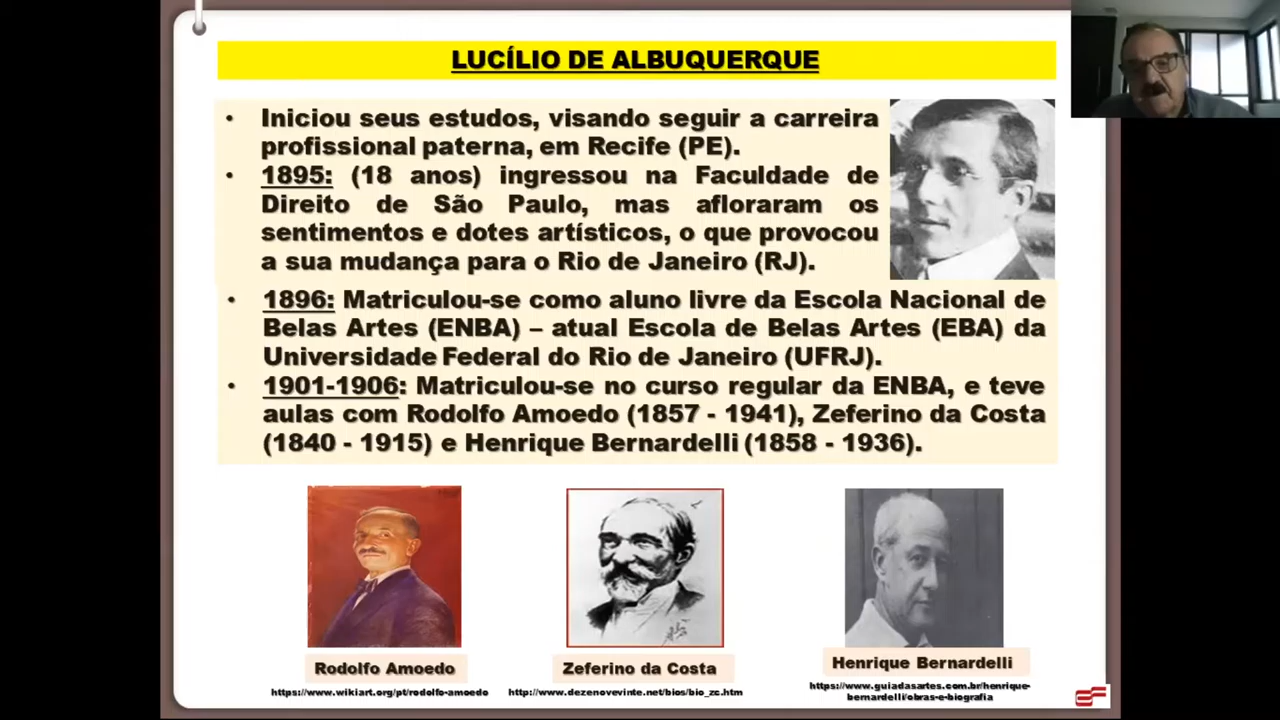 LUCÍLIO DE ALBUQUERQUE
• Iniciou seus estudos, visando seguir a carreira
profissional paterna, em Recife (PE).
• 1895: (18 anos) ingressou na Faculdade de
Direito de São Paulo, mas afloraram os
sentimentos e dotes artísticos, o que provocou
a sua mudança para o Rio de Janeiro (RJ).
• 1896: Matriculou-se como aluno livre da Escola Nacional de
Belas Artes (ENBA) – atual Escola de Belas Artes (EBA) da
Universidade Federal do Rio de Janeiro (UFRJ).
• 1901-1906: Matriculou-se no curso regular da ENBA, e teve
aulas com Rodolfo Amoedo (1857 - 1941), Zeferino da Costa
(1840 - 1915) e Henrique Bernardelli (1858 - 1936).
Rodolfo Amoedo
https://www.wikiart.org/pt/rodolfo-amoedo
Zeferino da Costa
http://www.dezenovevinte.net/bios/bio_zc.htm
Henrique Bernardelli
https://www.guiadasartes.com.br/henrique-
bernardelli/obras-e-biografia